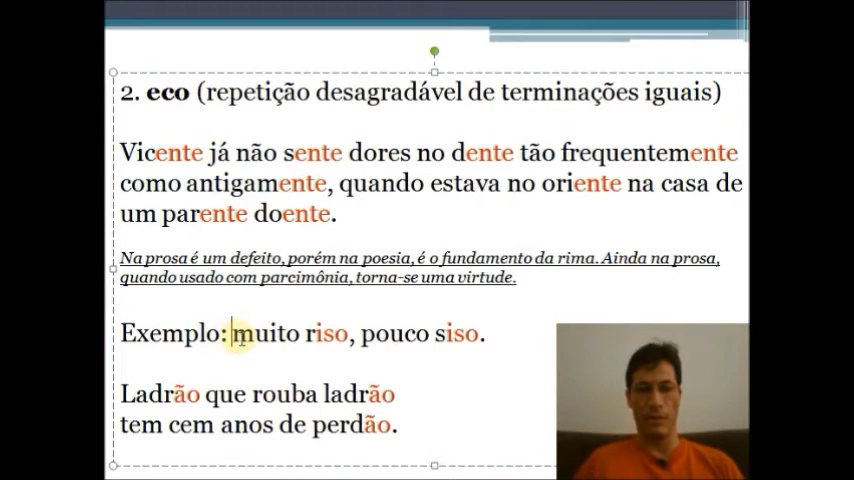 2. eco (repetição desagradável de terminações iguais)
Vicente já não sente dores no dente tão frequentemente
como antigamente, quando estava no oriente na casa de
um parente doente.
Na prosa é um defeito, porém na poesia, é o fundamento da rima. Ainda na prosa,
quando usado com parcimônia, torna-se uma virtude.
Exemplo: muito riso, pouco siso.
Ladrão que rouba ladrão
tem cem anos de perdão.